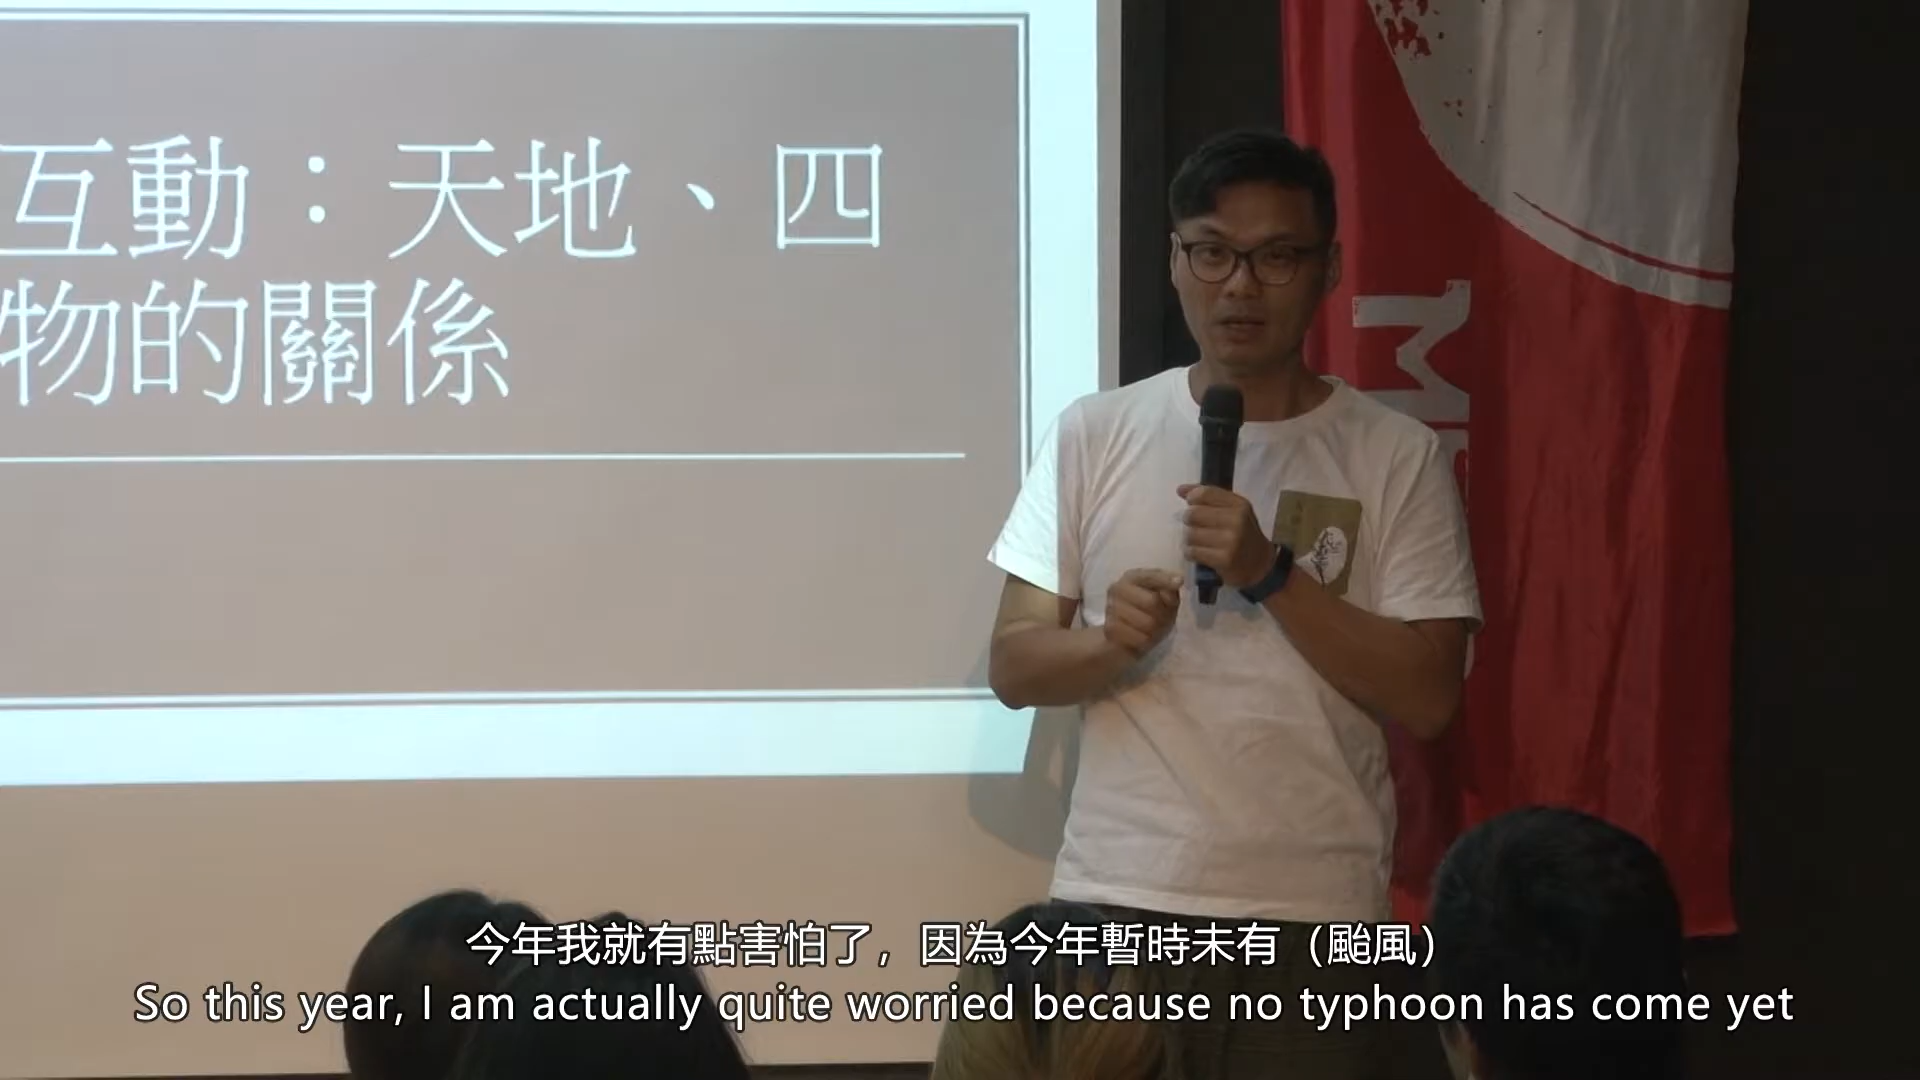 互動：天地、四
物的關係
M
今年我就有點害怕了，因為今年暫時未有（颱風）
So this year, I am actually quite worried because no typhoon has come yet